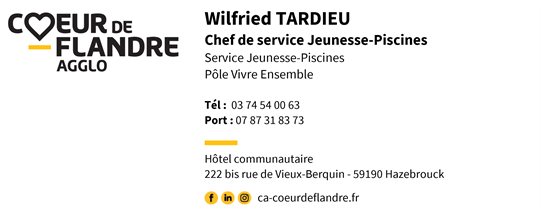 CŒUR DE
FLANDRE
AGGLO
Wilfried TARDIEU
Chef de service Jeunesse-Piscines
Service Jeunesse-Piscines
Pôle Vivre Ensemble
Tél : 03 74 54 00 63
Port : 07 87 31 83 73
Hôtel communautaire
222 bis rue de Vieux-Berquin - 59190 Hazebrouck
ca-coeurdeflandre.fr